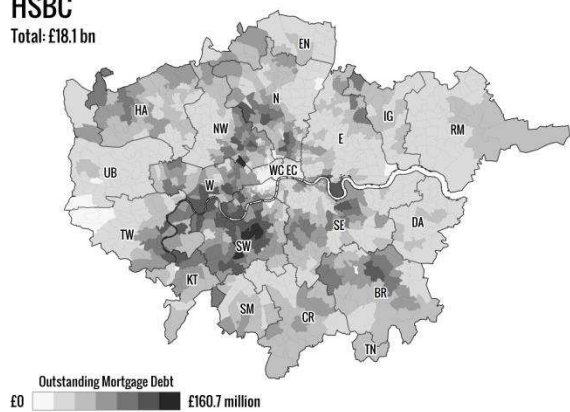 HSBC
Total: £18.1 bn
EN
HA
N
IG
NW
E
RM
UB
WC EC
W
TW
SE
DA
SW
KT
BR
SM
CR
TN
Outstanding Mortgage Debt
£0
£160.7 million